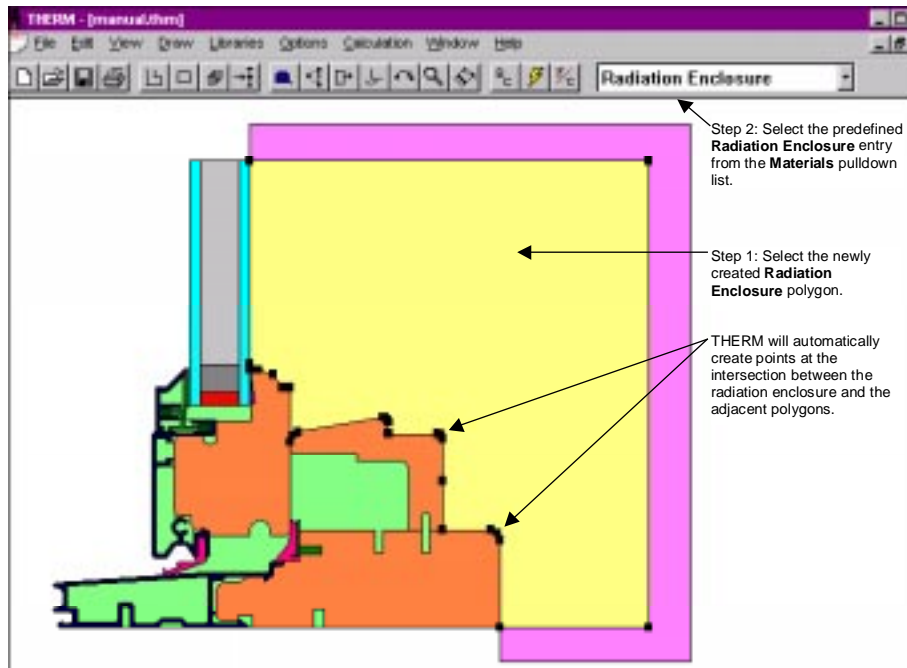 THERM - [manual.thm]
File Edit View Draw Libraries Options Calculation Window Help
Radiation Enclosure
Step 2: Select the predefined
Radiation Enclosure entry
from the Materials pulldown
list.
Step 1: Select the newly
created Radiation
Enclosure polygon.
THERM will automatically
create points at the
intersection between the
radiation enclosure and the
adjacent polygons.